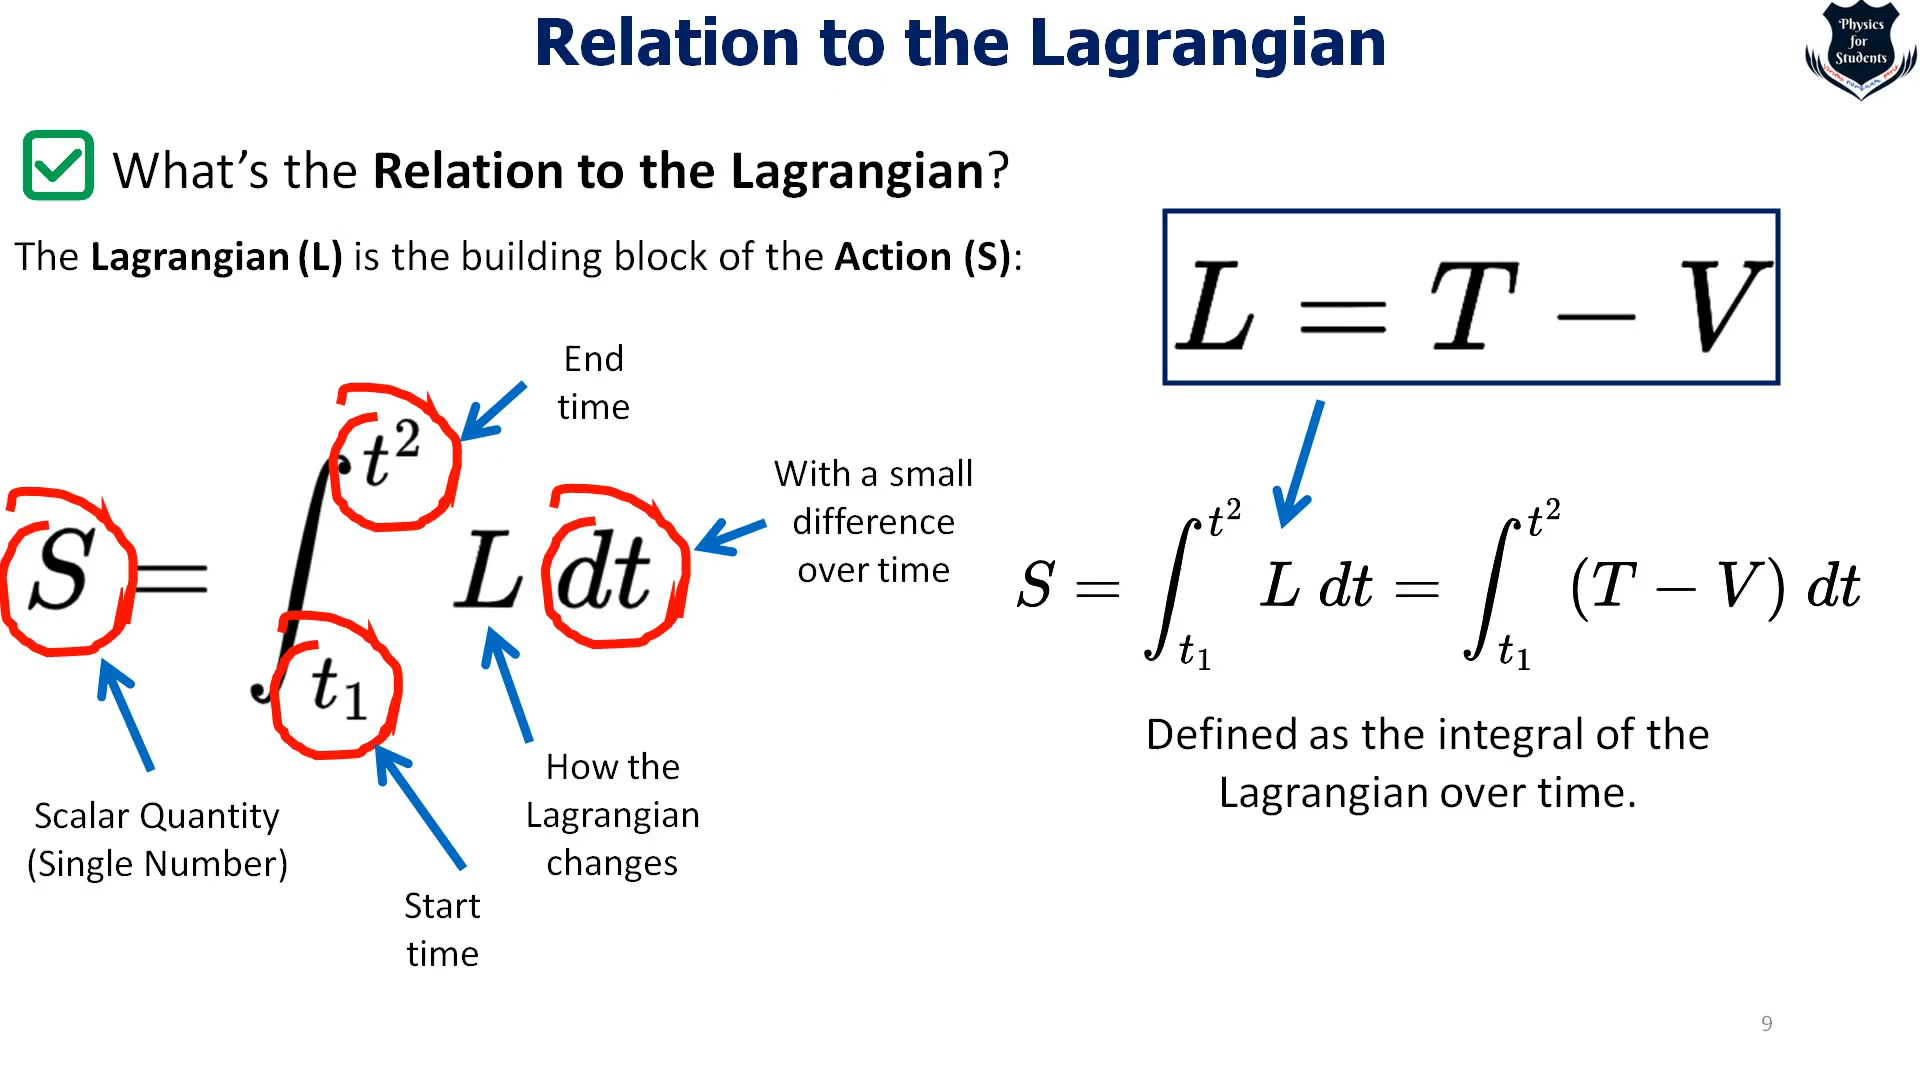 Relation to the Lagrangian
Physics
for
Students
What's the Relation to the Lagrangian?
The Lagrangian (L) is the building block of the Action (S):
L = T − V
End
time
With a small
difference
over time
S = ∫ t₁ t² L dt
S = ∫ t₁ t² L dt = ∫ t₁ t² (T − V) dt
Defined as the integral of the
Lagrangian over time.
How the
Lagrangian
changes
Scalar Quantity
(Single Number)
Start
time
9